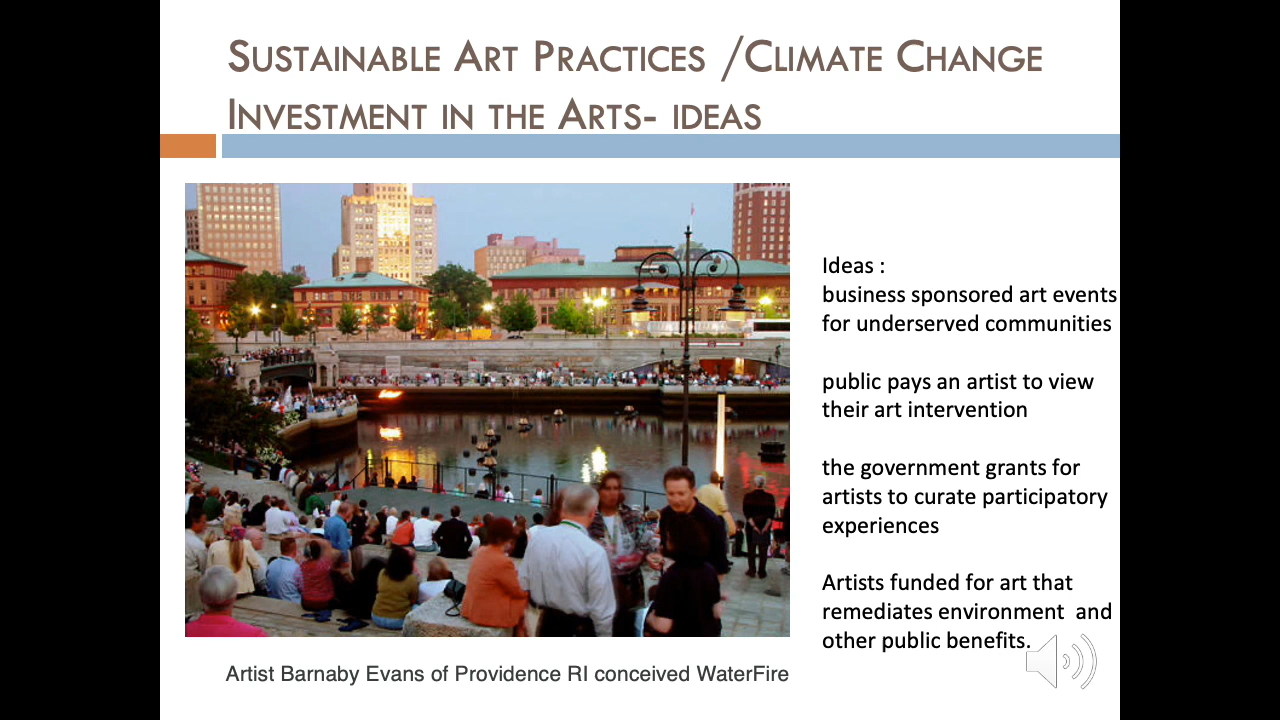 Sustainable Art Practices /Climate Change
Investment in the Arts- ideas
Ideas :
business sponsored art events
for underserved communities
public pays an artist to view
their art intervention
the government grants for
artists to curate participatory
experiences
Artists funded for art that
remediates environment  and
other public benefits.
Artist Barnaby Evans of Providence RI conceived WaterFire